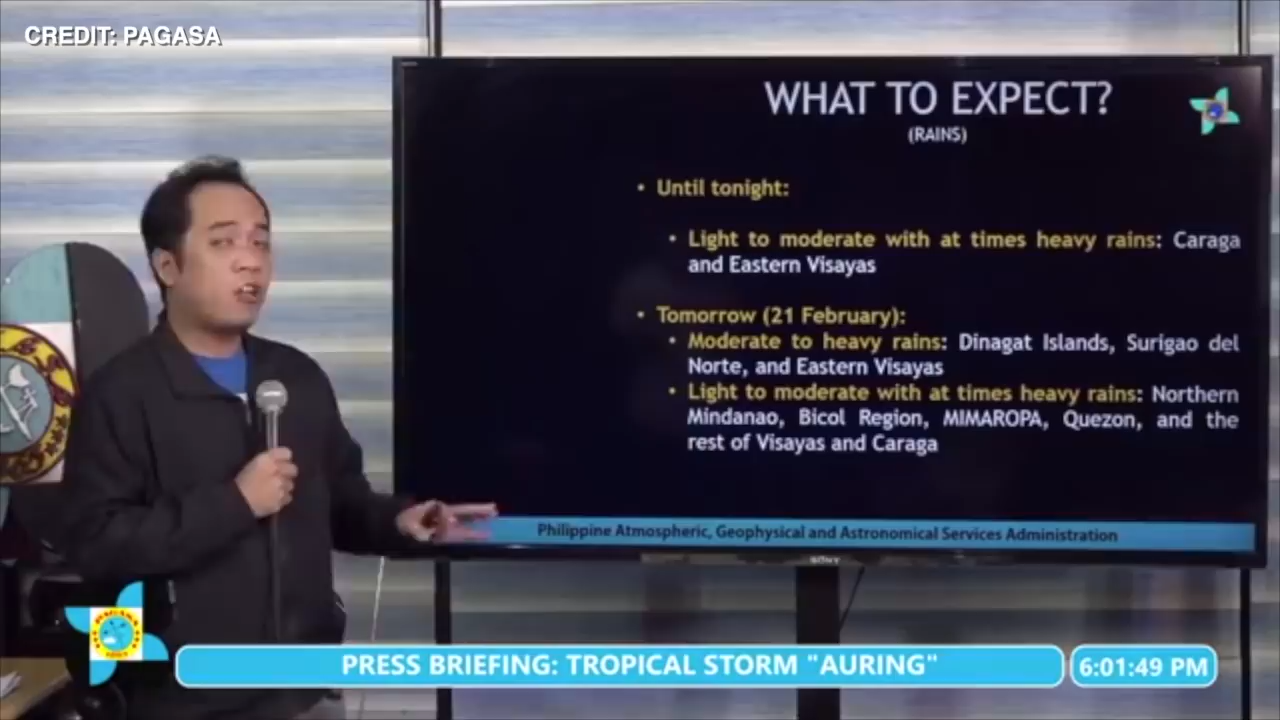 CREDIT: PAGASA
WHAT TO EXPECT?
(RAINS)
• Until tonight:
• Light to moderate with at times heavy rains: Caraga
and Eastern Visayas
• Tomorrow (21 February):
• Moderate to heavy rains: Dinagat Islands, Surigao del
Norte, and Eastern Visayas
• Light to moderate with at times heavy rains: Northern
Mindanao, Bicol Region, MIMAROPA, Quezon, and the
rest of Visayas and Caraga
Philippine Atmospheric, Geophysical and Astronomical Services Administration
SONY
PAGASA
PRESS BRIEFING: TROPICAL STORM "AURING"
6:01:49 PM